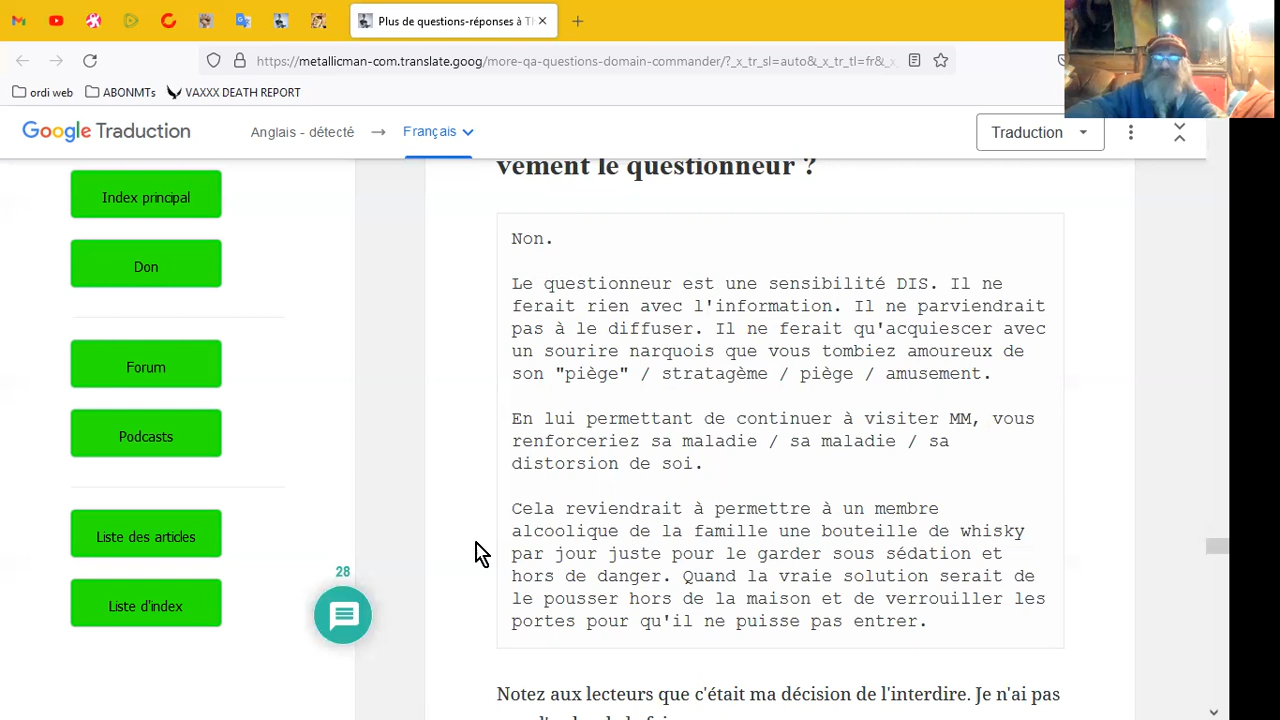 Plus de questions-réponses à Th
https://metallicman-com.translate.goog/more-qa-questions-domain-commander/?_x_tr_sl=auto&_x_tr_tl=fr&_x
ordi web
ABONMTs
VAXXX DEATH REPORT
Google Traduction
Anglais - détecté
Français
Traduction
Index principal
Don
Forum
Podcasts
Liste des articles
Liste d'index
28
vement le questionneur ?
Non.
Le questionneur est une sensibilité DIS. Il ne
ferait rien avec l'information. Il ne parviendrait
pas à le diffuser. Il ne ferait qu'acquiescer avec
un sourire narquois que vous tombiez amoureux de
son "piège" / stratagème / piège / amusement.
En lui permettant de continuer à visiter MM, vous
renforceriez sa maladie / sa maladie / sa
distorsion de soi.
Cela reviendrait à permettre à un membre
alcoolique de la famille une bouteille de whisky
par jour juste pour le garder sous sédation et
hors de danger. Quand la vraie solution serait de
le pousser hors de la maison et de verrouiller les
portes pour qu'il ne puisse pas entrer.
Notez aux lecteurs que c'était ma décision de l'interdire. Je n'ai pas